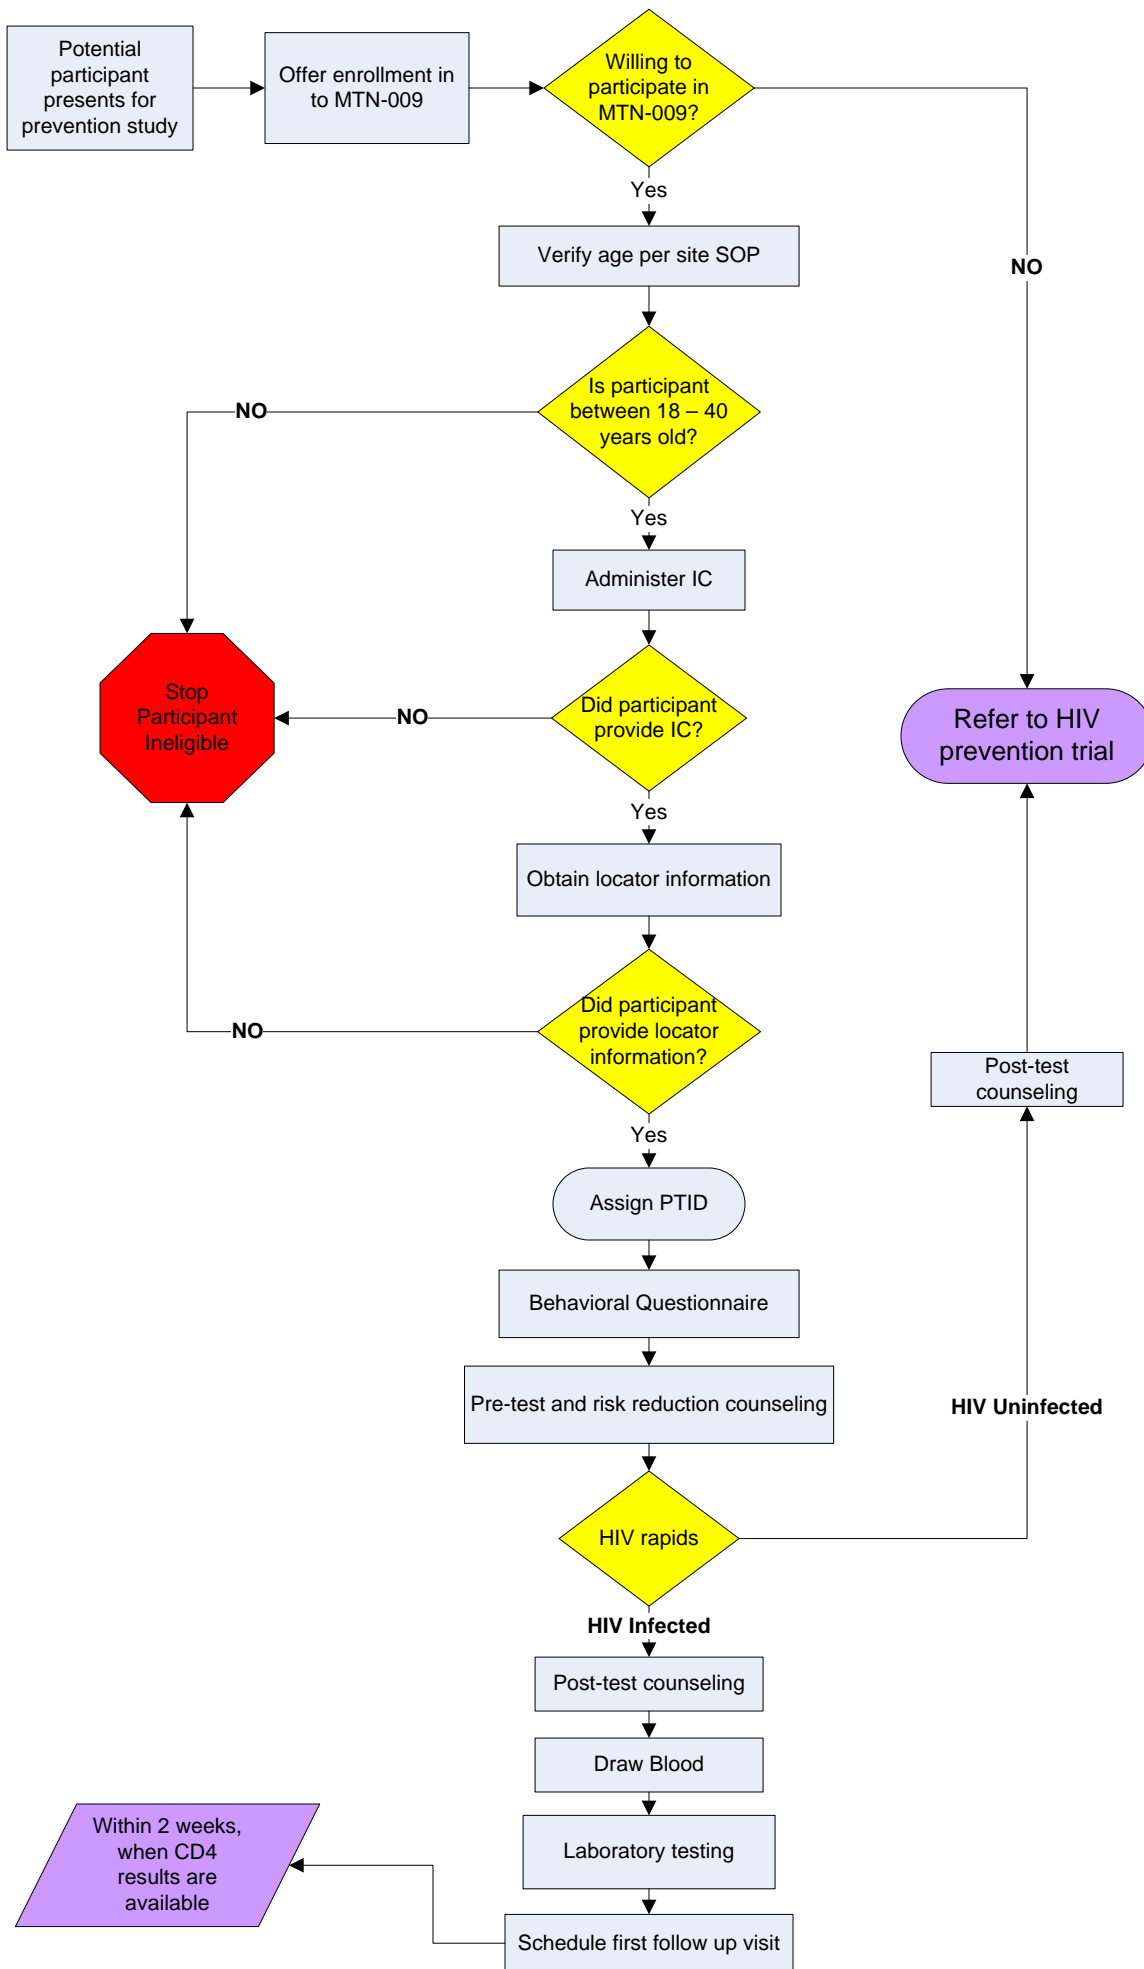 Potential
participant
presents for
prevention study
Offer enrollment in
to MTN-009
Willing to
participate in
MTN-009?
Yes
NO
Verify age per site SOP
Is participant
between 18 – 40
years old?
NO
Yes
Administer IC
Stop
Participant
Ineligible
Did participant
provide IC?
NO
Refer to HIV
prevention trial
Yes
Obtain locator information
Did participant
provide locator
information?
NO
Post-test
counseling
Yes
Assign PTID
Behavioral Questionnaire
Pre-test and risk reduction counseling
HIV Uninfected
HIV rapids
HIV Infected
Post-test counseling
Draw Blood
Laboratory testing
Within 2 weeks,
when CD4
results are
available
Schedule first follow up visit